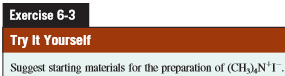 Exercise 6-3
Try It Yourself
Suggest starting materials for the preparation of (CH₃)₄N⁺I⁻.